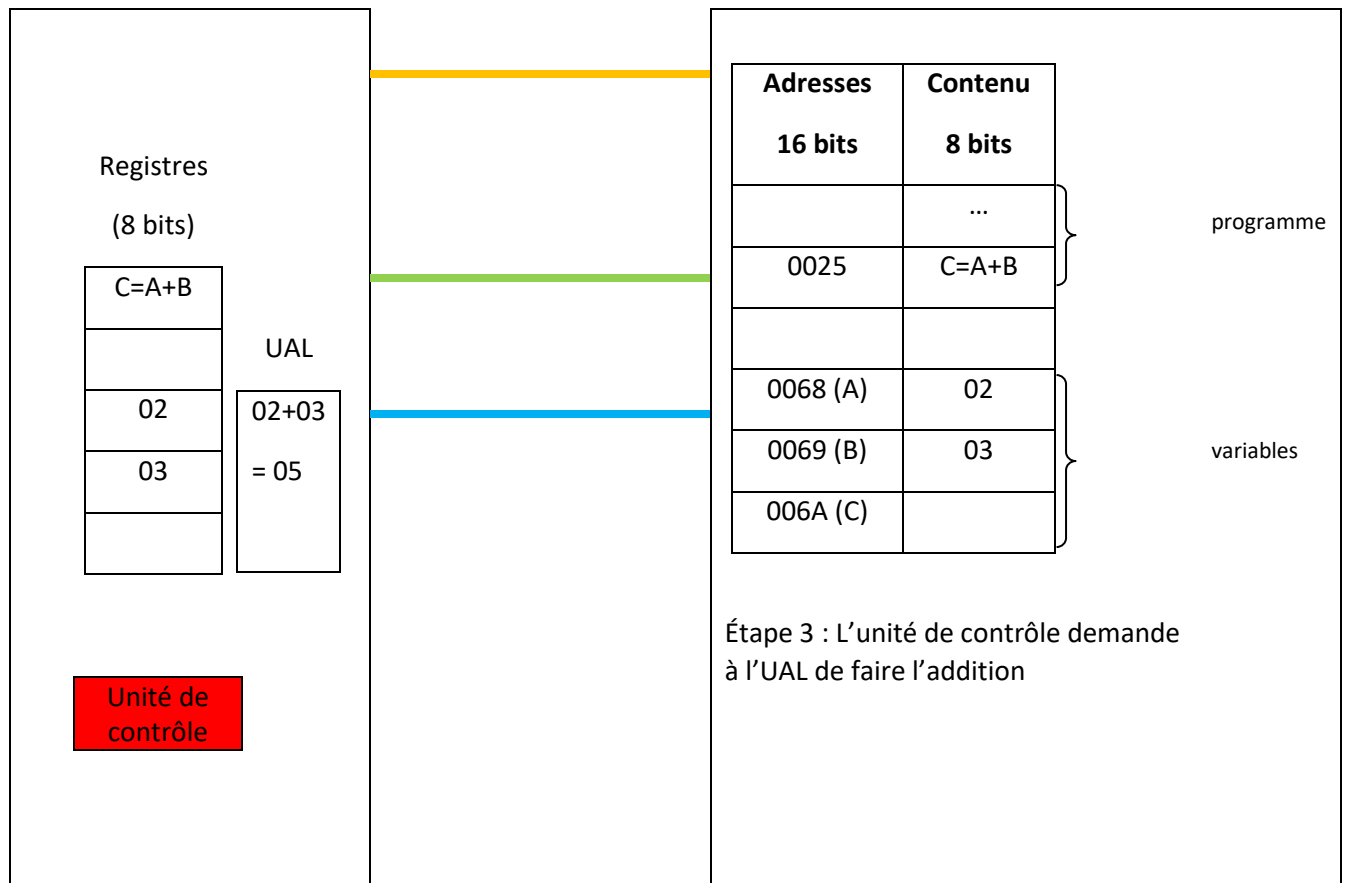 Registres
(8 bits)
C=A+B
02
03
UAL
02+03
= 05
Unité de
contrôle
Adresses Contenu
16 bits 8 bits
...
0025 C=A+B
0068 (A) 02
0069 (B) 03
006A (C)
programme
variables
Étape 3 : L’unité de contrôle demande
à l’UAL de faire l’addition